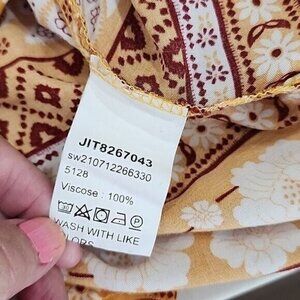 JIT8267043
sw210712266330
5128
Viscose : 100%
WASH WITH LIKE